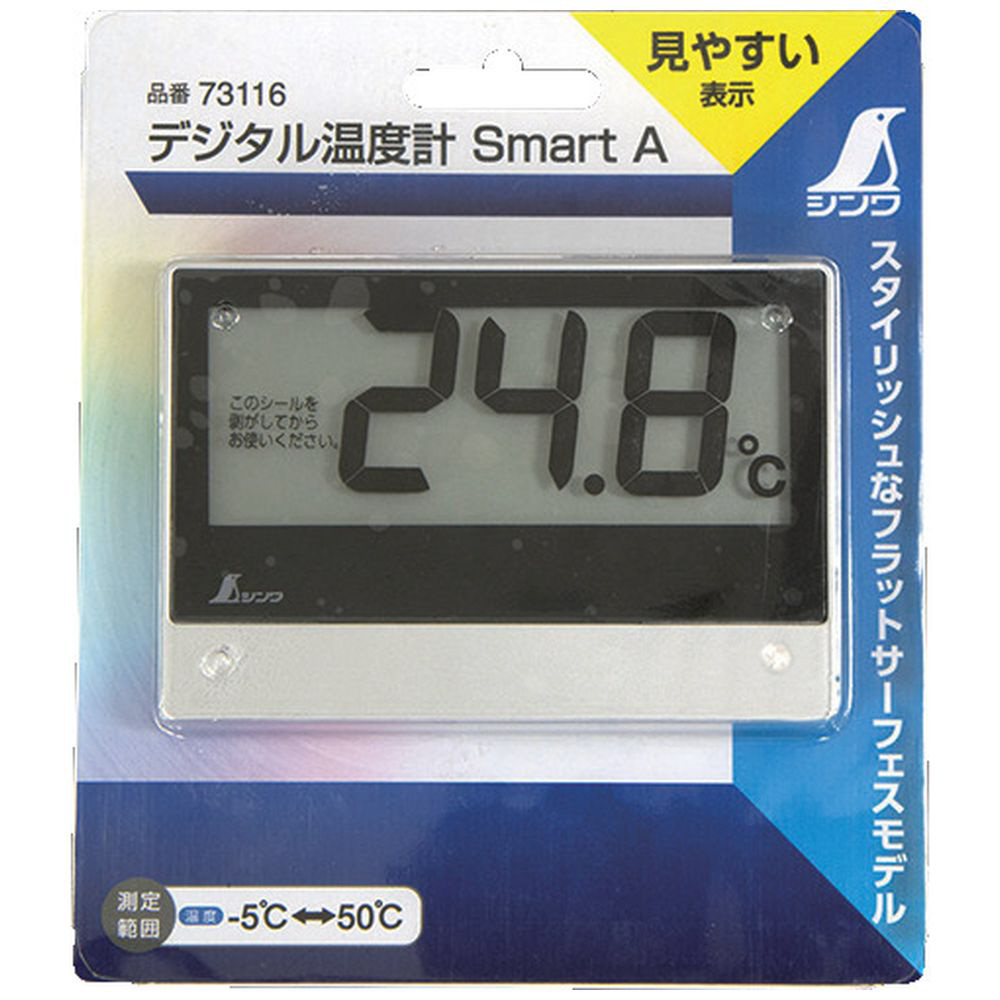 見やすい
表示
品番 73116
デジタル温度計 Smart A
シンワ
スタイリッシュなフラットサーフェスモデル
このシールを
剥がしてから
お使いください。
24.8℃
シンワ
測定
範囲
温度 -5℃⇔50℃